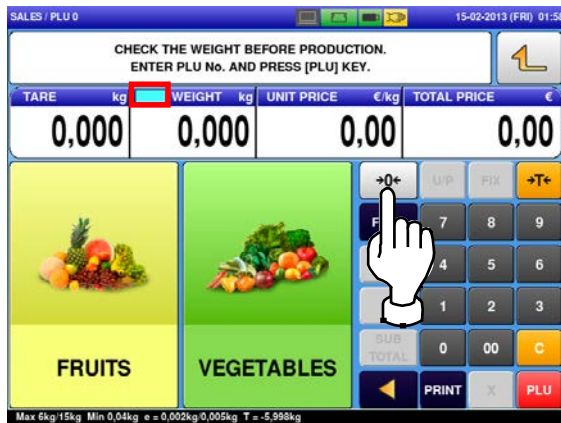 SALES / PLU 0
15-02-2013 (FRI) 01:58
CHECK THE WEIGHT BEFORE PRODUCTION.
ENTER PLU No. AND PRESS [PLU] KEY.
TARE kg WEIGHT kg UNIT PRICE €/kg TOTAL PRICE €
0,000 0,000 0,00 0,00
→0← U/P FIX →T←
7 8 9
4 5 6
1 2 3
SUB TOTAL 0 00 C
FRUITS VEGETABLES
PRINT X PLU
Max 6kg/15kg Min 0,04kg e = 0,002kg/0,005kg T = -5,998kg